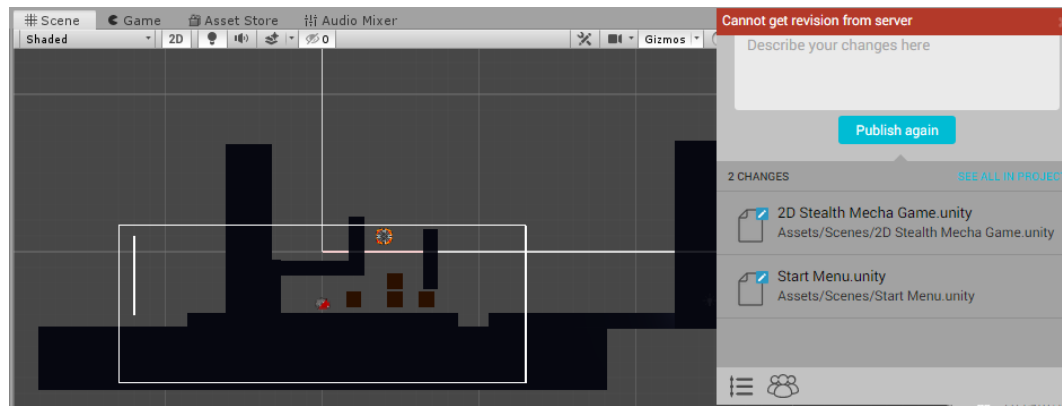 Scene Game Asset Store Audio Mixer
Shaded 2D 0 Gizmos
Cannot get revision from server
Describe your changes here
Publish again
2 CHANGES SEE ALL IN PROJEC
2D Stealth Mecha Game.unity
Assets/Scenes/2D Stealth Mecha Game.unity
Start Menu.unity
Assets/Scenes/Start Menu.unity